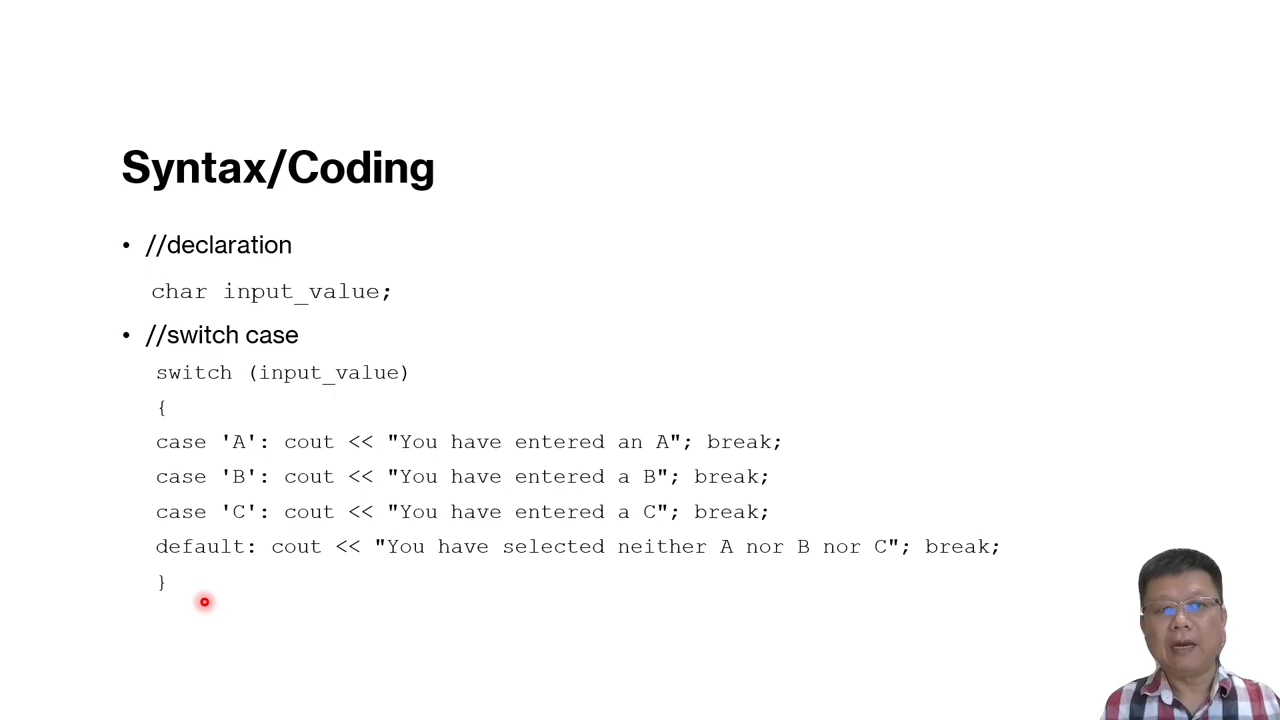 Syntax/Coding
• //declaration
char input_value;
• //switch case
switch (input_value)
{
case 'A': cout << "You have entered an A"; break;
case 'B': cout << "You have entered a B"; break;
case 'C': cout << "You have entered a C"; break;
default: cout << "You have selected neither A nor B nor C"; break;
}